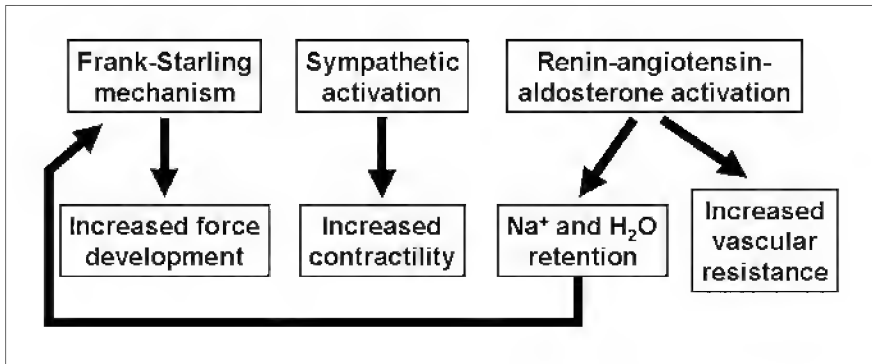 Frank-Starling
mechanism
Sympathetic
activation
Renin-angiotensin-
aldosterone activation
Increased force
development
Increased
contractility
Na⁺ and H₂O
retention
Increased
vascular
resistance